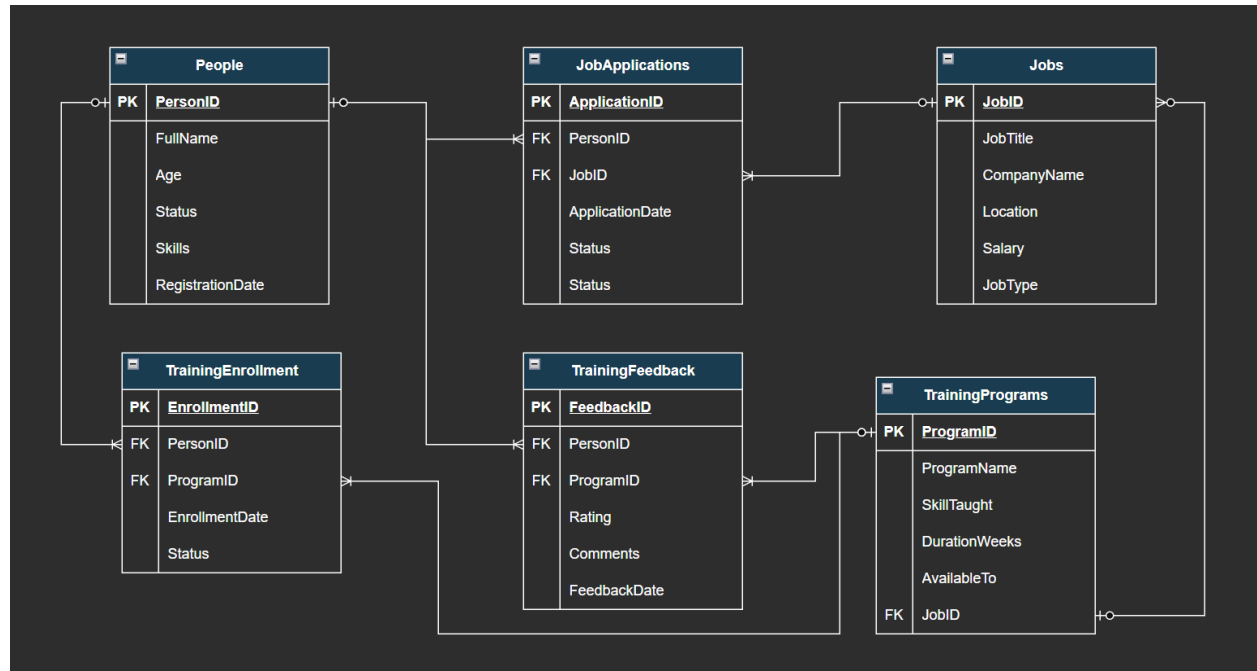 People
PK PersonID
FullName
Age
Status
Skills
RegistrationDate
JobApplications
PK ApplicationID
FK PersonID
FK JobID
ApplicationDate
Status
Status
Jobs
PK JobID
JobTitle
CompanyName
Location
Salary
JobType
TrainingEnrollment
PK EnrollmentID
FK PersonID
FK ProgramID
EnrollmentDate
Status
TrainingFeedback
PK FeedbackID
FK PersonID
FK ProgramID
Rating
Comments
FeedbackDate
TrainingPrograms
PK ProgramID
ProgramName
SkillTaught
DurationWeeks
AvailableTo
FK JobID